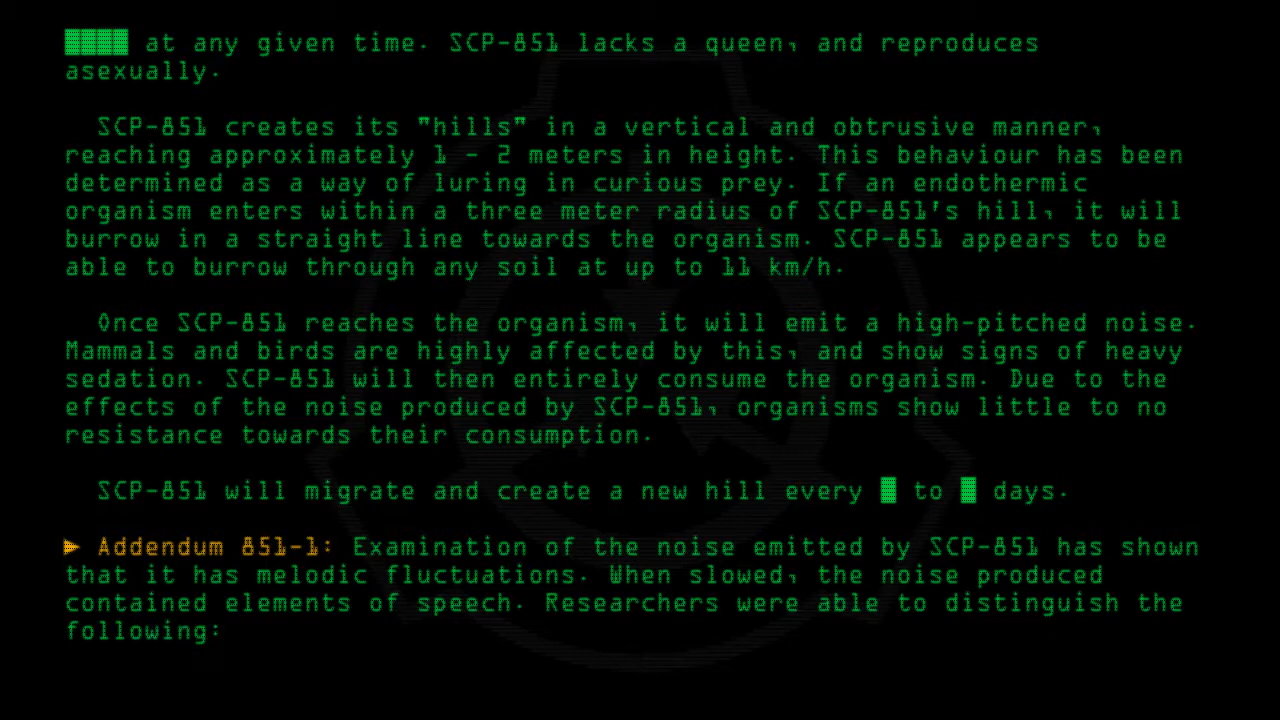 ████ at any given time. SCP-851 lacks a queen, and reproduces
asexually.
SCP-851 creates its "hills" in a vertical and obtrusive manner,
reaching approximately 1 - 2 meters in height. This behaviour has been
determined as a way of luring in curious prey. If an endothermic
organism enters within a three meter radius of SCP-851's hill, it will
burrow in a straight line towards the organism. SCP-851 appears to be
able to burrow through any soil at up to 11 km/h.
Once SCP-851 reaches the organism, it will emit a high-pitched noise.
Mammals and birds are highly affected by this, and show signs of heavy
sedation. SCP-851 will then entirely consume the organism. Due to the
effects of the noise produced by SCP-851, organisms show little to no
resistance towards their consumption.
SCP-851 will migrate and create a new hill every █ to █ days.
► Addendum 851-1: Examination of the noise emitted by SCP-851 has shown
that it has melodic fluctuations. When slowed, the noise produced
contained elements of speech. Researchers were able to distinguish the
following: